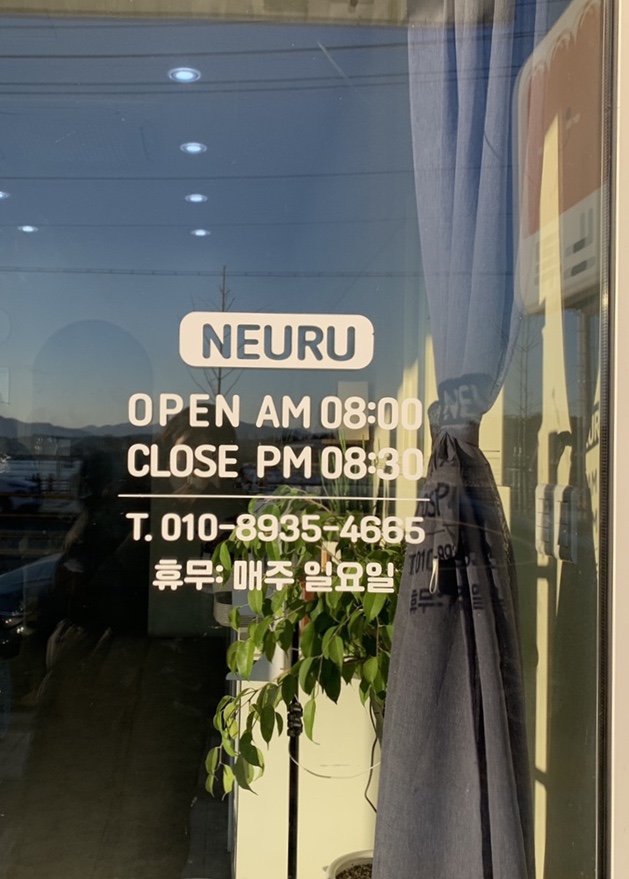 NEURU
OPEN AM 08:00
CLOSE PM 08:30
T. 010-8935-4665
휴무: 매주 일요일